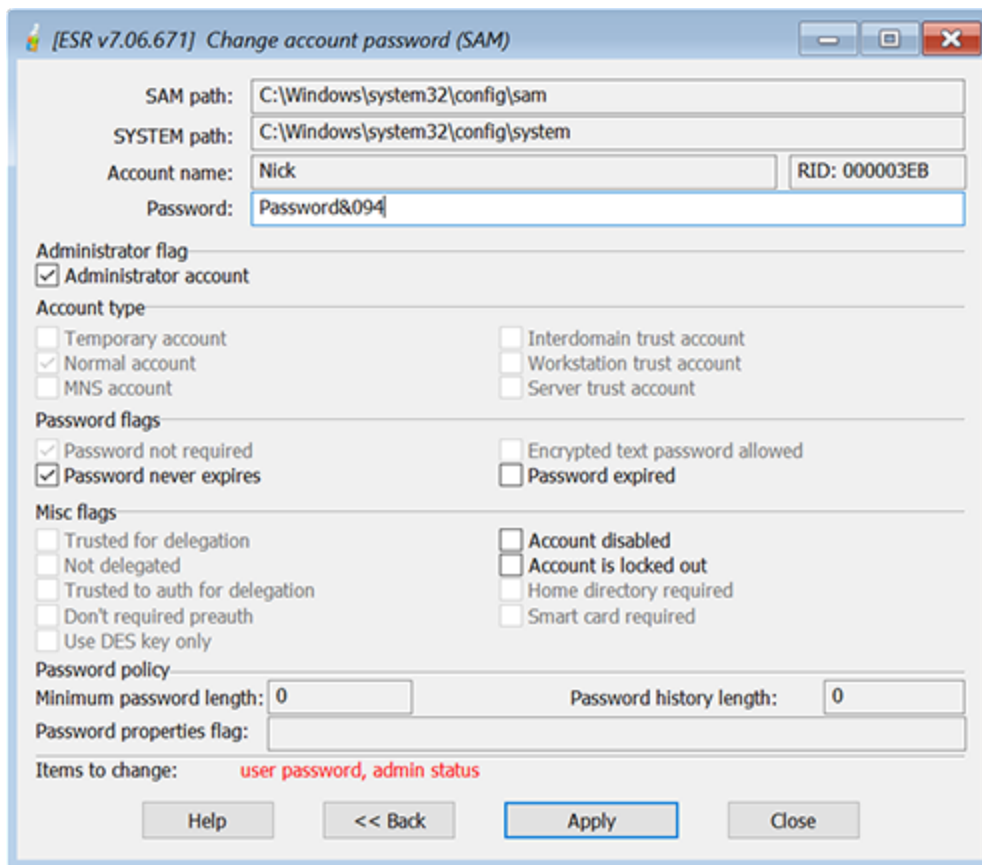 [ESR v7.06.671] Change account password (SAM)
SAM path: C:\Windows\system32\config\sam
SYSTEM path: C:\Windows\system32\config\system
Account name: Nick RID: 000003EB
Password: Password&094
Administrator flag
Administrator account
Account type
Temporary account Interdomain trust account
Normal account Workstation trust account
MNS account Server trust account
Password flags
Password not required Encrypted text password allowed
Password never expires Password expired
Misc flags
Trusted for delegation Account disabled
Not delegated Account is locked out
Trusted to auth for delegation Home directory required
Don't required preauth Smart card required
Use DES key only
Password policy
Minimum password length: 0 Password history length: 0
Password properties flag:
Items to change: user password, admin status
Help << Back Apply Close